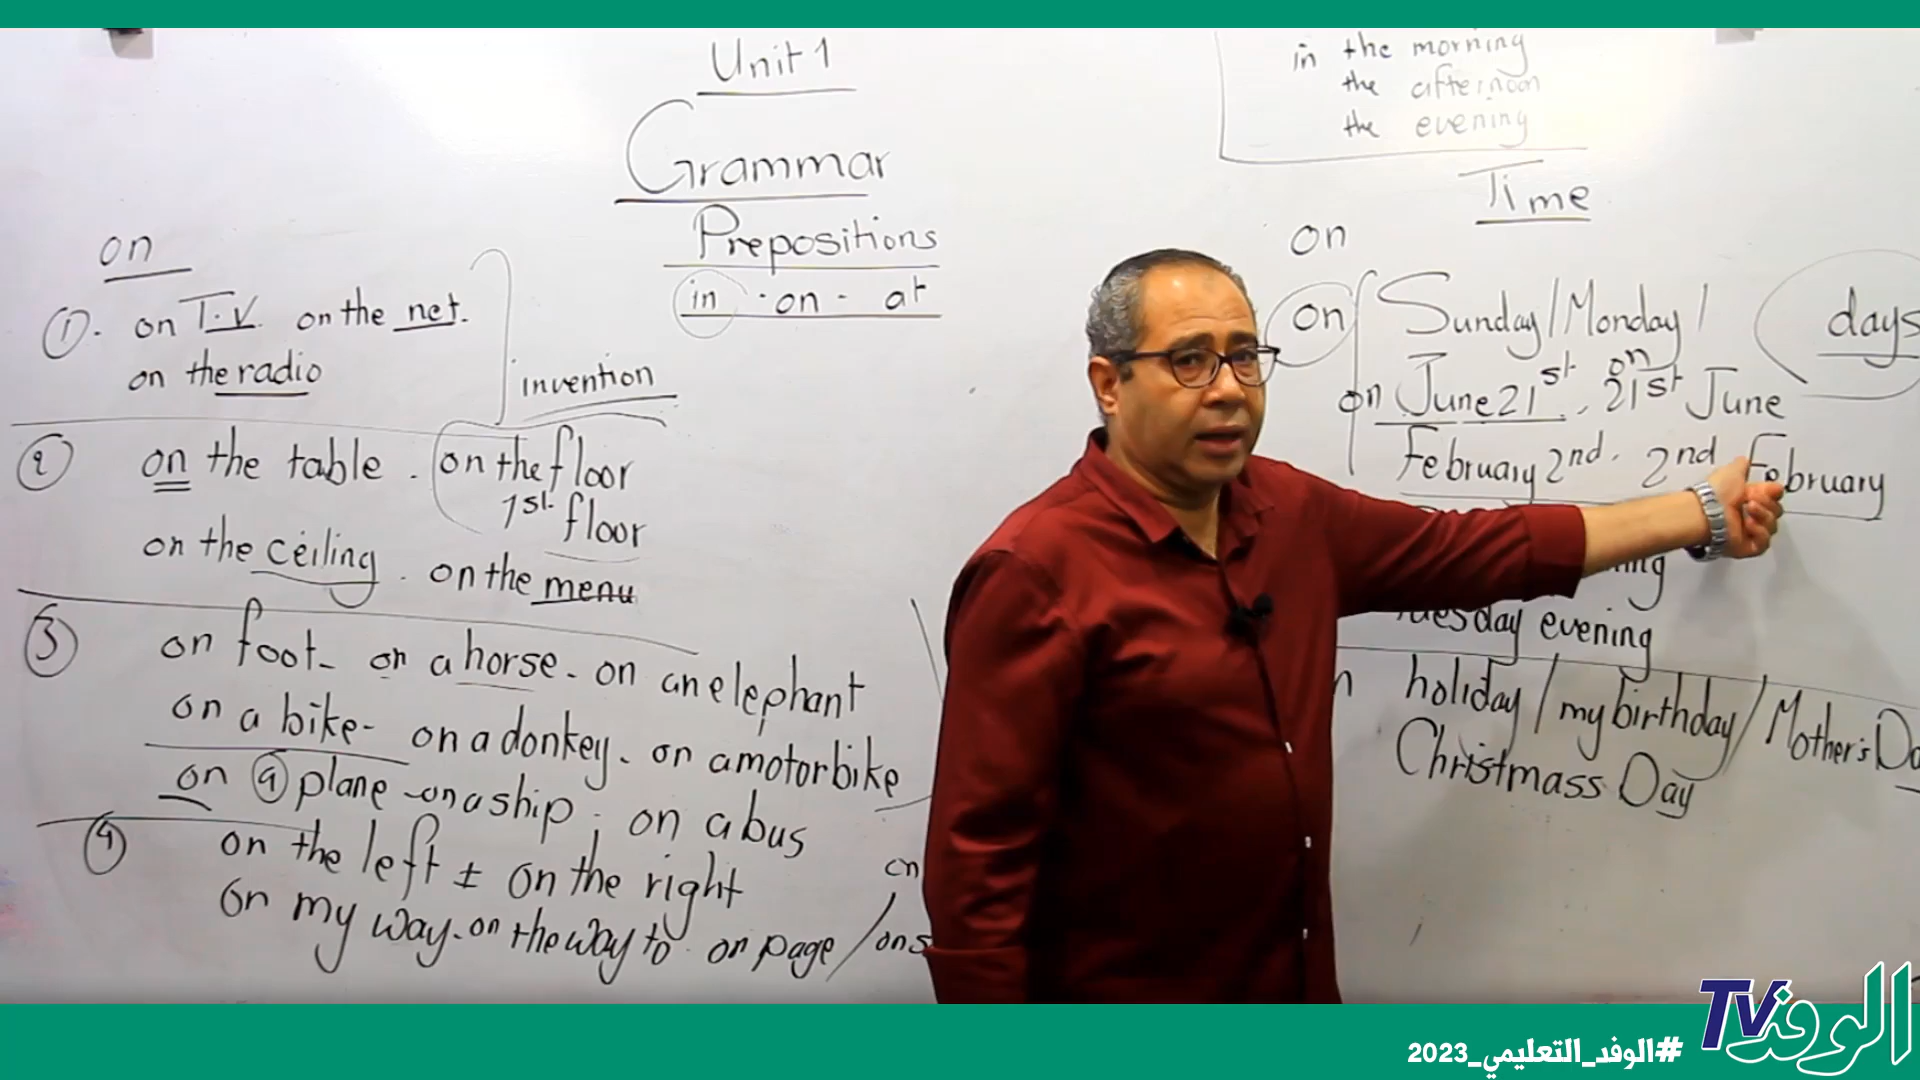 Unit 1
Grammar
Prepositions
in · on · at
on
① . on T.V. on the net.
on the radio
invention
② on the table . on the floor
1st floor
on the ceiling . on the menu
③ on foot - on a horse - on an elephant
on a bike - on a donkey . on a motorbike
on a plane - on a ship ; on a bus
④ on the left ± on the right
on my way - on the way to . on page /
in the morning
the afternoon
the evening
Time
on
on Sunday / Monday / days
on June 21st . on 21st June
February 2nd . 2nd February
evening
holiday / my birthday / Mother's
Christmass Day
الوفد TV
#الوفد_التعليمي_2023